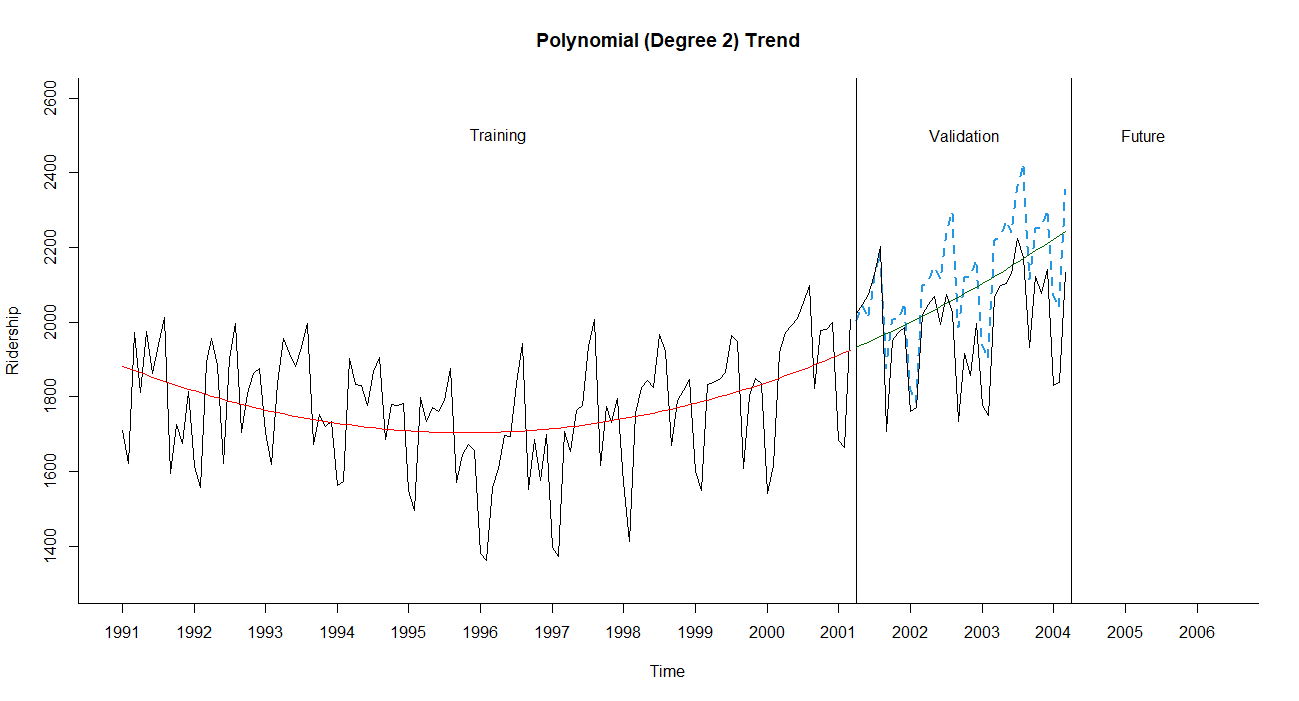 Polynomial (Degree 2) Trend
2600
2400
2200
2000
1800
1600
1400
Ridership
Training
Validation
Future
1991 1992 1993 1994 1995 1996 1997 1998 1999 2000 2001 2002 2003 2004 2005 2006
Time